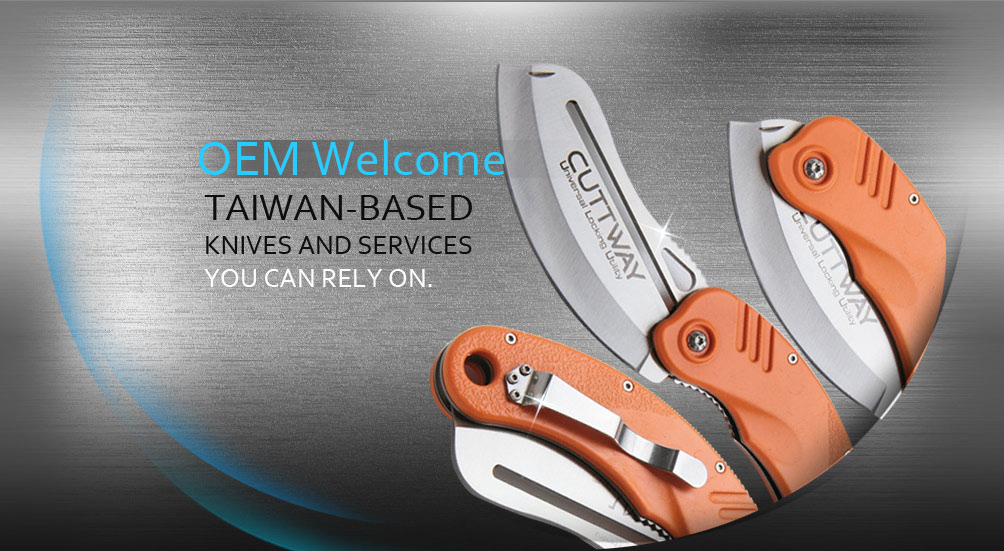 OEM Welcome
TAIWAN-BASED
KNIVES AND SERVICES
YOU CAN RELY ON.
CUTTWAY
Universal Locking Utility
CUTTWAY
Universal Locking Utility